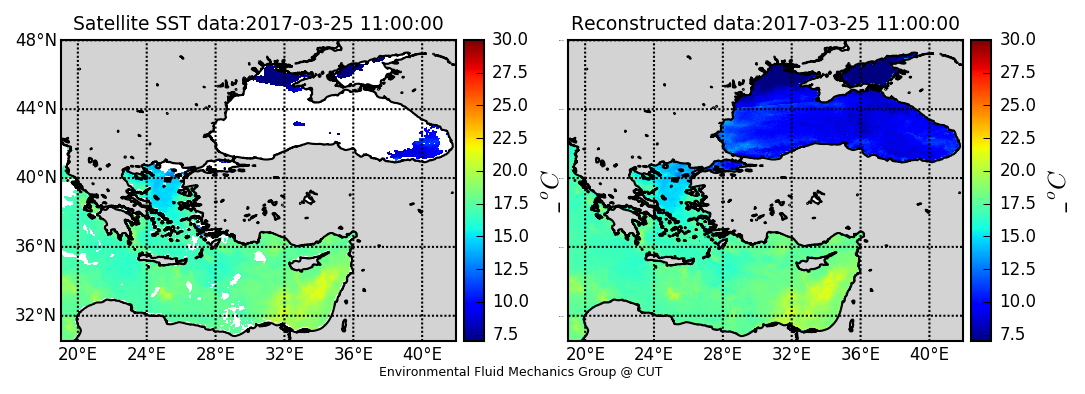 Satellite SST data:2017-03-25 11:00:00
48°N
44°N
40°N
36°N
32°N
20°E 24°E 28°E 32°E 36°E 40°E
30.0
27.5
25.0
22.5
20.0
17.5
15.0
12.5
10.0
7.5
_°C
Reconstructed data:2017-03-25 11:00:00
20°E 24°E 28°E 32°E 36°E 40°E
30.0
27.5
25.0
22.5
20.0
17.5
15.0
12.5
10.0
7.5
_°C
Environmental Fluid Mechanics Group @ CUT